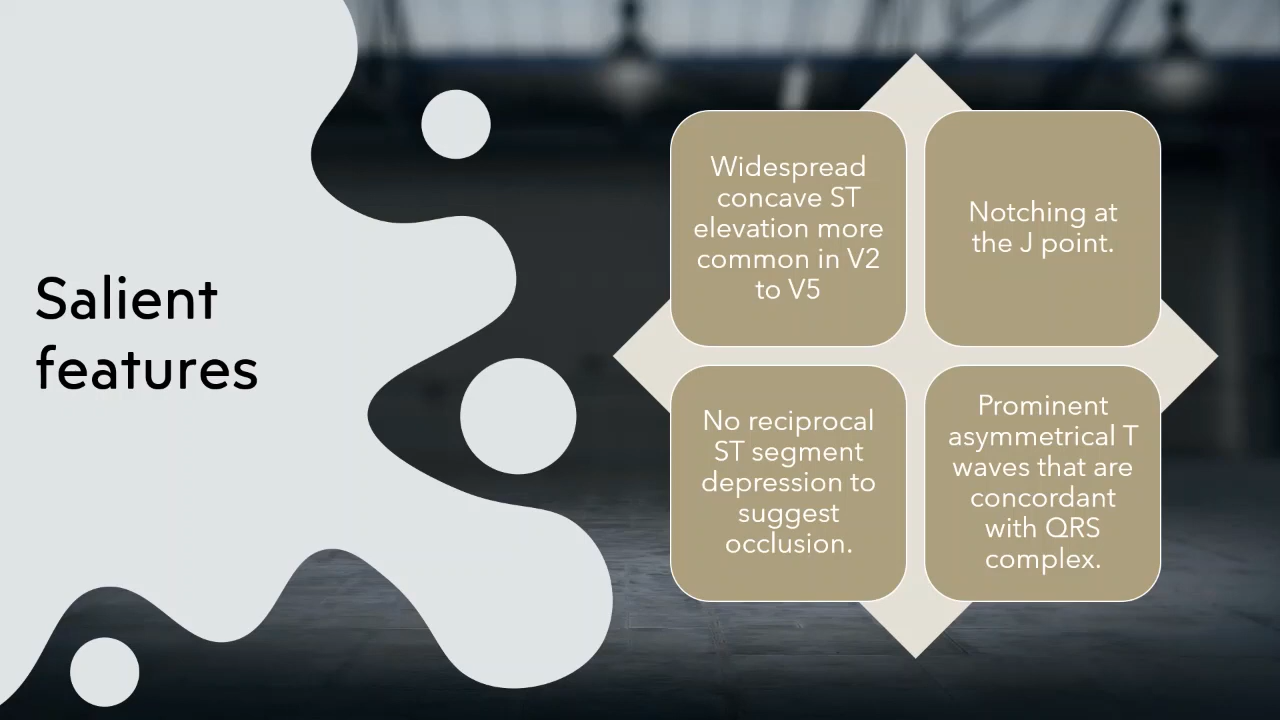 Salient
features
Widespread
concave ST
elevation more
common in V2
to V5
Notching at
the J point.
No reciprocal
ST segment
depression to
suggest
occlusion.
Prominent
asymmetrical T
waves that are
concordant
with QRS
complex.